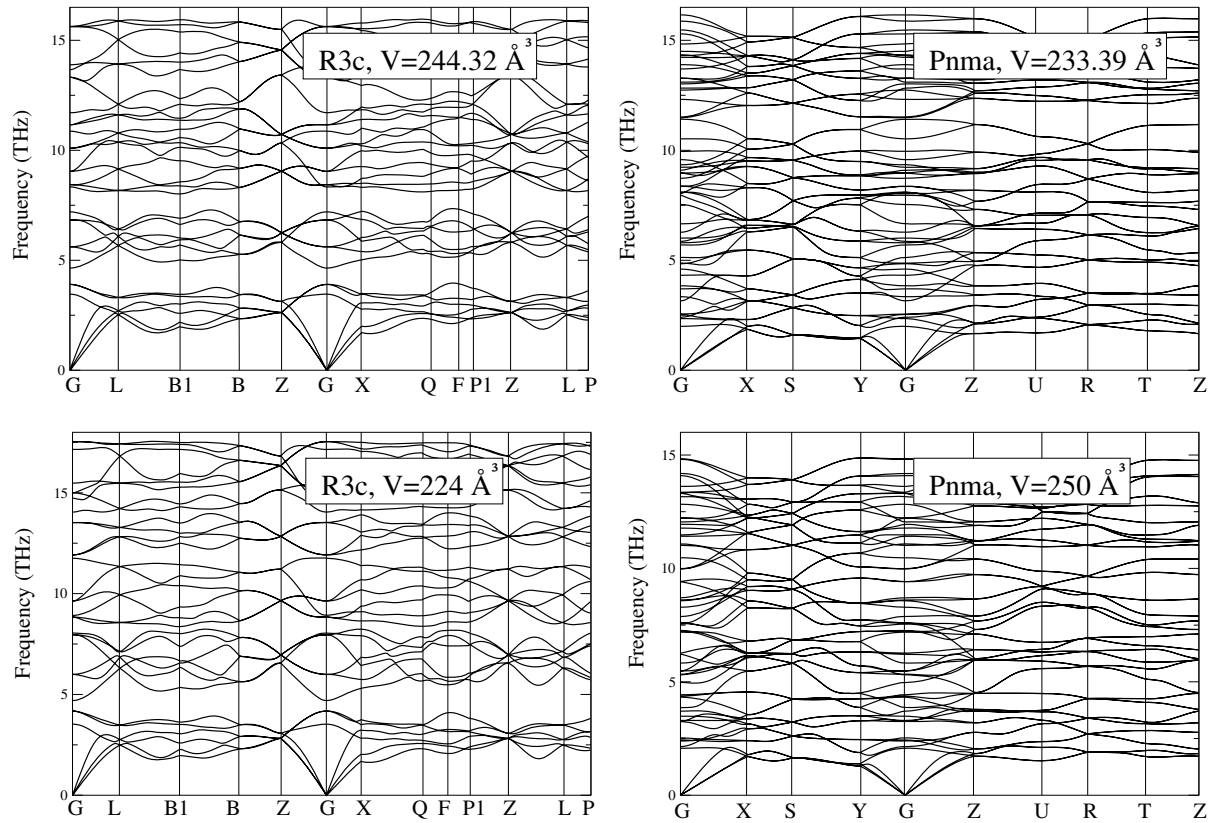 15
10
5
0
Frequency (THz)
R3c, V=244.32 Å³
G L B1 B Z G X Q F P1 Z L P
15
10
5
0
Frequencey (THz)
Pnma, V=233.39 Å³
G X S Y G Z U R T Z
15
10
5
0
Frequency (THz)
R3c, V=224 Å³
G L B1 B Z G X Q F P1 Z L P
15
10
5
0
Frequency (THz)
Pnma, V=250 Å³
G X S Y G Z U R T Z